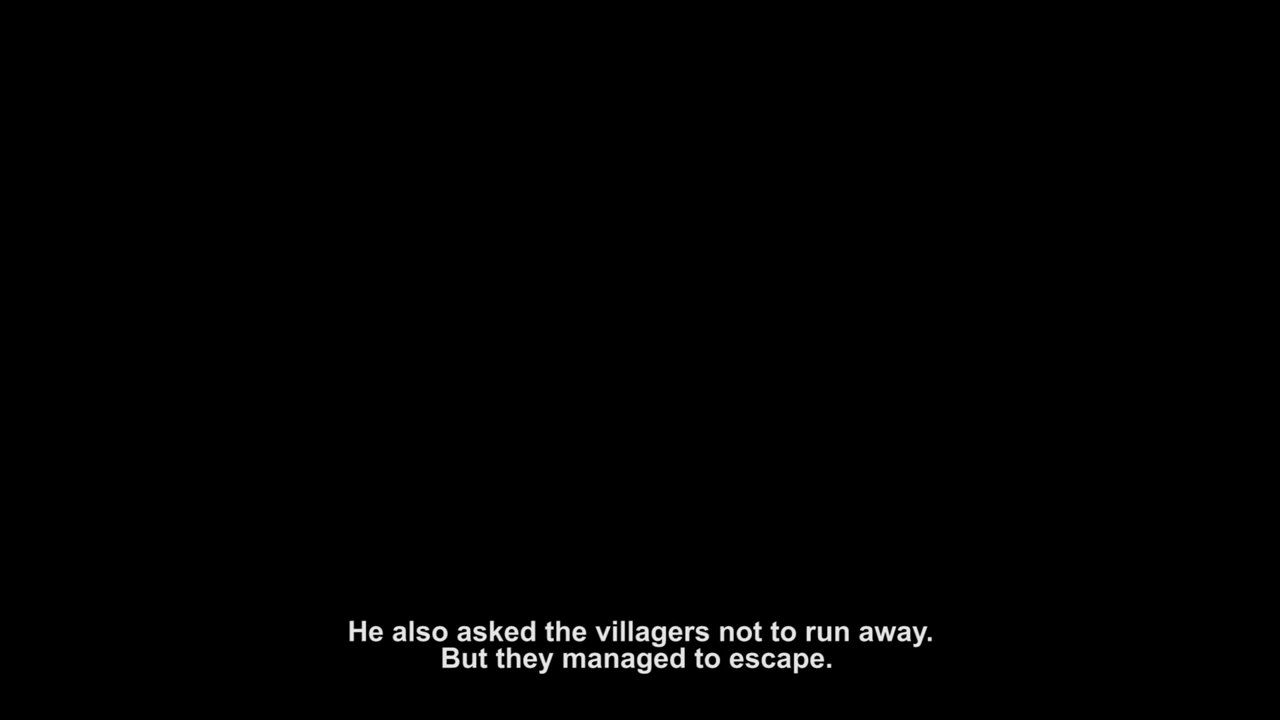 He also asked the villagers not to run away.
But they managed to escape.